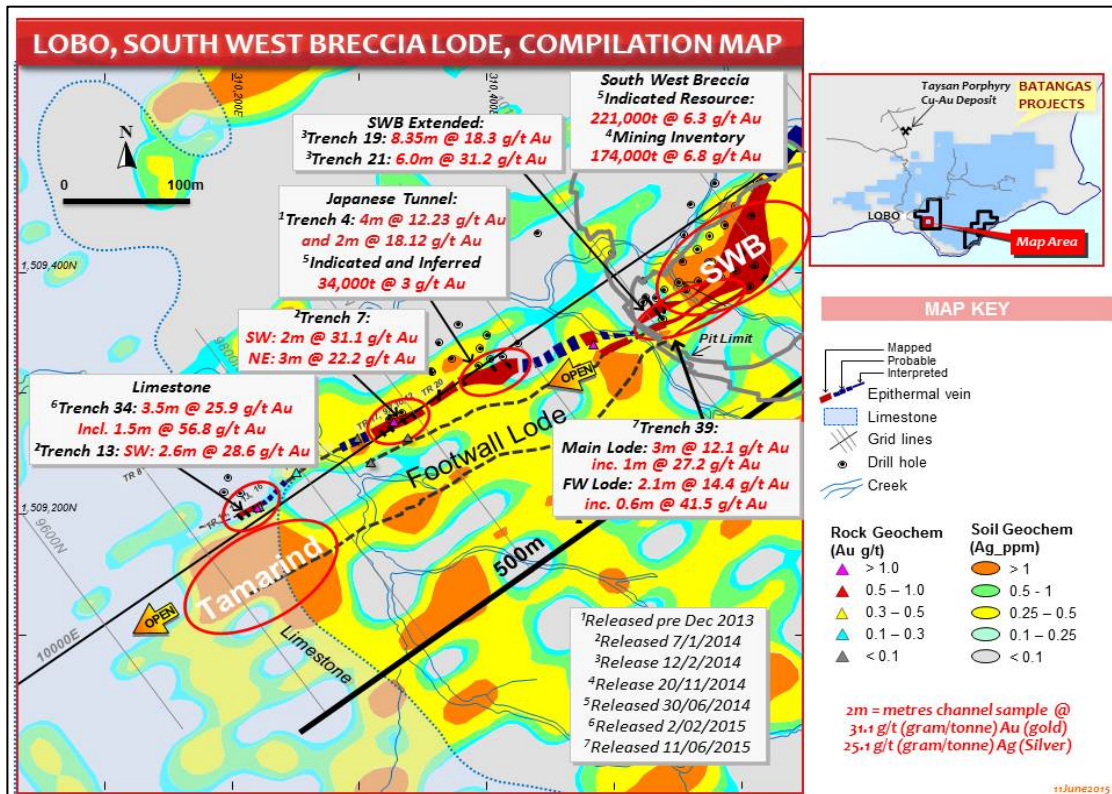 LOBO, SOUTH WEST BRECCIA LODE, COMPILATION MAP
310,200E
310,400E
N
0 100m
SWB Extended:
³Trench 19: 8.35m @ 18.3 g/t Au
³Trench 21: 6.0m @ 31.2 g/t Au
South West Breccia
⁵Indicated Resource:
221,000t @ 6.3 g/t Au
⁴Mining Inventory
174,000t @ 6.8 g/t Au
Japanese Tunnel:
¹Trench 4: 4m @ 12.23 g/t Au
and 2m @ 18.12 g/t Au
⁵Indicated and Inferred
34,000t @ 3 g/t Au
1,509,400N
SWB
²Trench 7:
SW: 2m @ 31.1 g/t Au
NE: 3m @ 22.2 g/t Au
9800N
Pit Limit
TR 20
OPEN
Limestone
⁶Trench 34: 3.5m @ 25.9 g/t Au
Incl. 1.5m @ 56.8 g/t Au
²Trench 13: SW: 2.6m @ 28.6 g/t Au
Footwall Lode
⁷Trench 39:
Main Lode: 3m @ 12.1 g/t Au
inc. 1m @ 27.2 g/t Au
FW Lode: 2.1m @ 14.4 g/t Au
inc. 0.6m @ 41.5 g/t Au
1,509,200N
9600N
500m
Tamarind
OPEN
10000E
Limestone
¹Released pre Dec 2013
²Released 7/1/2014
³Release 12/2/2014
⁴Release 20/11/2014
⁵Released 30/06/2014
⁶Released 2/02/2015
⁷Released 11/06/2015
Taysan Porphyry
Cu-Au Deposit
BATANGAS
PROJECTS
LOBO
Map Area
MAP KEY
Mapped
Probable
Interpreted
Epithermal vein
Limestone
Grid lines
Drill hole
Creek
Rock Geochem
(Au g/t)
> 1.0
0.5 – 1.0
0.3 – 0.5
0.1 – 0.3
< 0.1
Soil Geochem
(Ag_ppm)
> 1
0.5 - 1
0.25 – 0.5
0.1 – 0.25
< 0.1
2m = metres channel sample @
31.1 g/t (gram/tonne) Au (gold)
25.1 g/t (gram/tonne) Ag (Silver)
11June2015